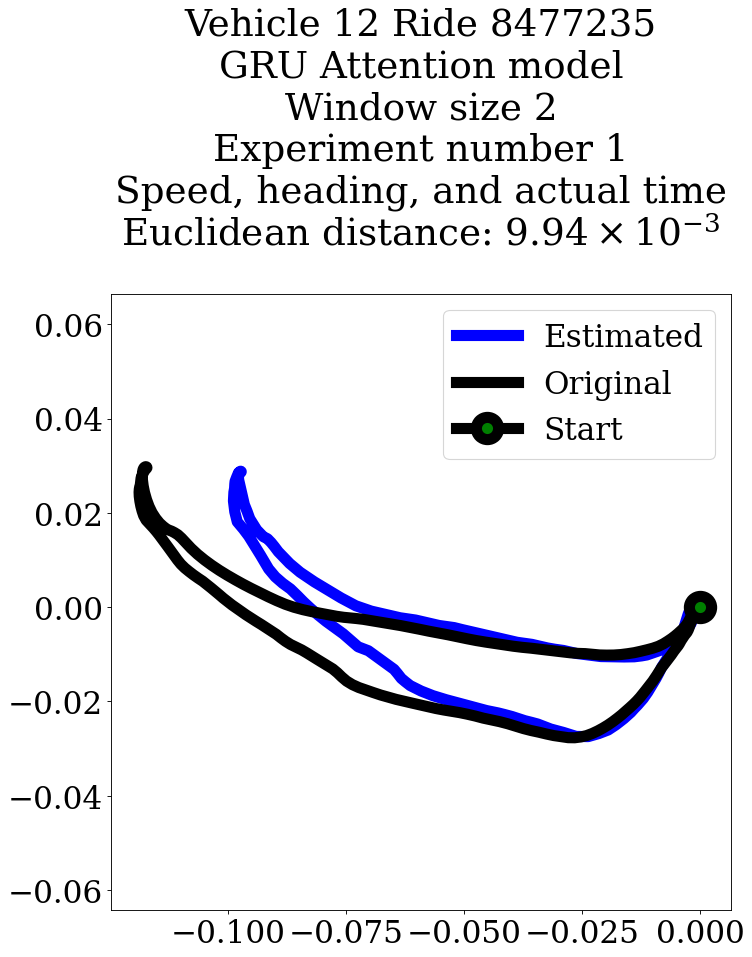 Vehicle 12 Ride 8477235
GRU Attention model
Window size 2
Experiment number 1
Speed, heading, and actual time
Euclidean distance: 9.94 × 10⁻³
Estimated
Original
Start
0.06
0.04
0.02
0.00
−0.02
−0.04
−0.06
−0.100 −0.075 −0.050 −0.025 0.000